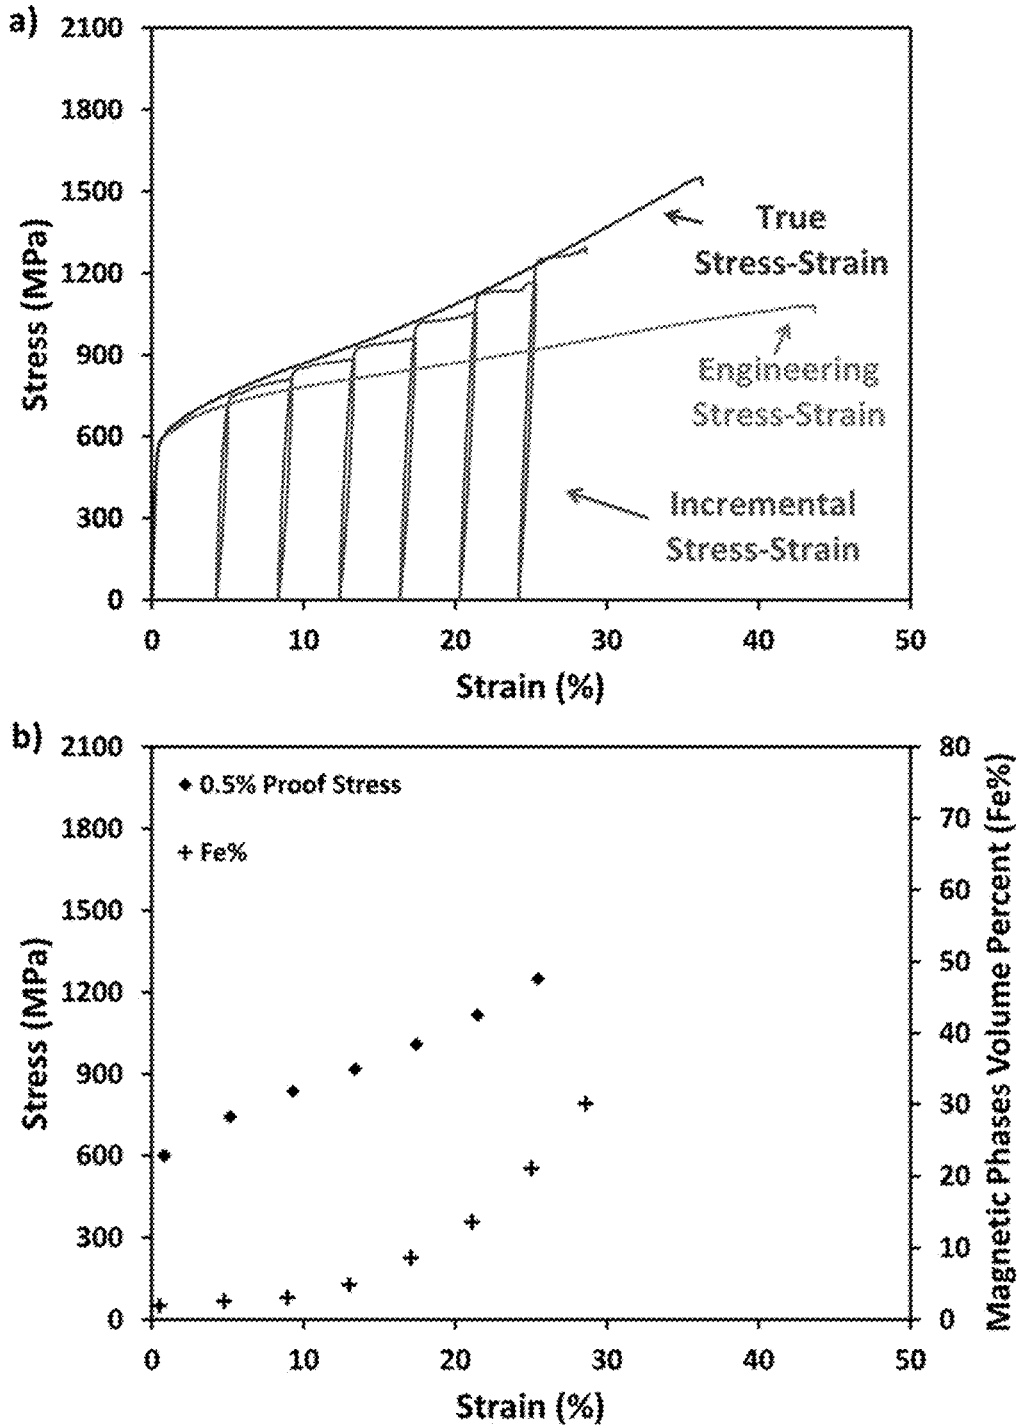 a)
2100
1800
1500
1200
900
600
300
0
Stress (MPa)
True
Stress-Strain
Engineering
Stress-Strain
Incremental
Stress-Strain
0
10
20
30
40
50
Strain (%)
b)
2100
1800
1500
1200
900
600
300
0
Stress (MPa)
0.5% Proof Stress
Fe%
80
70
60
50
40
30
20
10
0
Magnetic Phases Volume Percent (Fe%)
0
10
20
30
40
50
Strain (%)